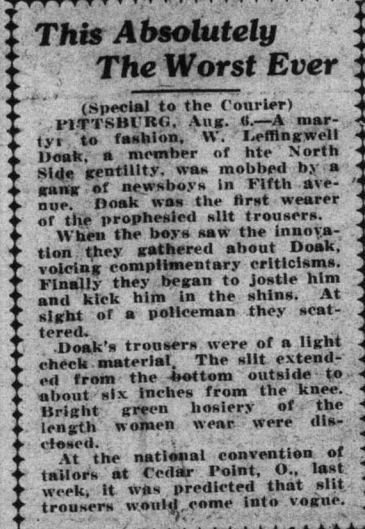 This Absolutely
The Worst Ever
(Special to the Courier)
PITTSBURG, Aug. 6.—A mar-
tyr to fashion, W. Leffingwell
Doak, a member of hte North
Side gentility, was mobbed by a
gang of newsboys in Fifth ave-
nue. Doak was the first wearer
of the prophesied slit trousers.
When the boys saw the innova-
tion they gathered about Doak,
voicing complimentary criticisms.
Finally they began to jostle him
and kick him in the shins. At
sight of a policeman they scat-
tered.
Doak's trousers were of a light
check material. The slit extend-
ed from the bottom outside to
about six inches from the knee.
Bright green hosiery of the
length women wear were dis-
closed.
At the national convention of
tailors at Cedar Point, O., last
week, it was predicted that slit
trousers would come into vogue.